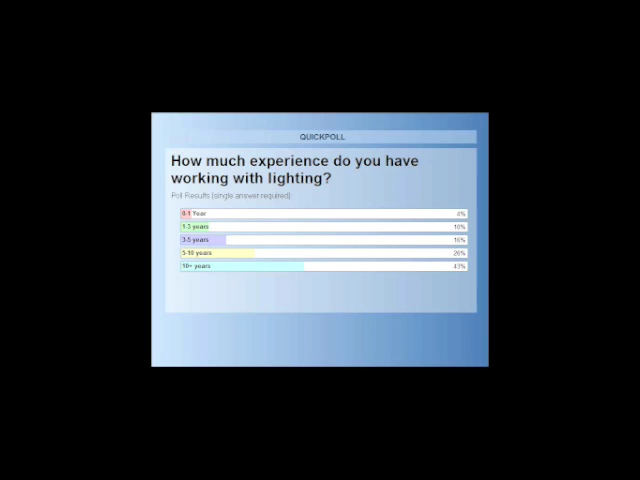 QUICKPOLL
How much experience do you have
working with lighting?
Poll Results (single answer required)
0-1 Year 4%
1-3 years 10%
3-5 years 16%
5-10 years 26%
10+ years 43%